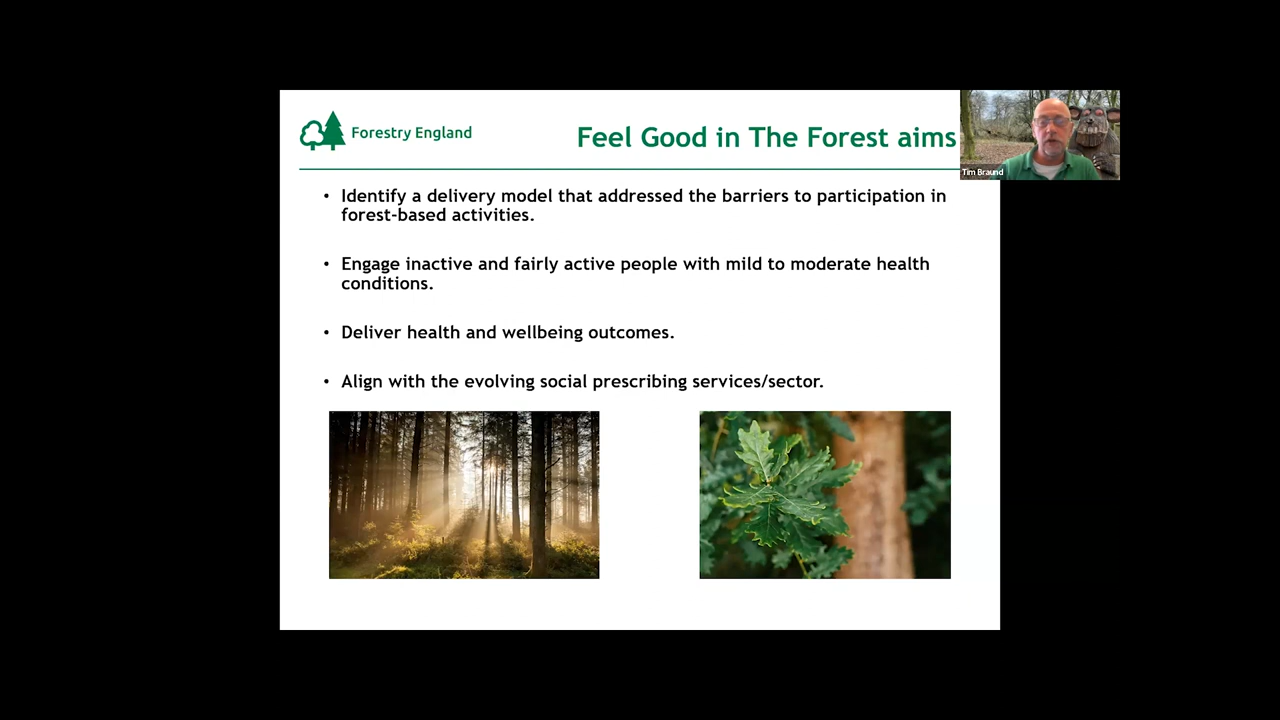 Forestry England
Feel Good in The Forest aims
Tim Braund
• Identify a delivery model that addressed the barriers to participation in
forest-based activities.
• Engage inactive and fairly active people with mild to moderate health
conditions.
• Deliver health and wellbeing outcomes.
• Align with the evolving social prescribing services/sector.